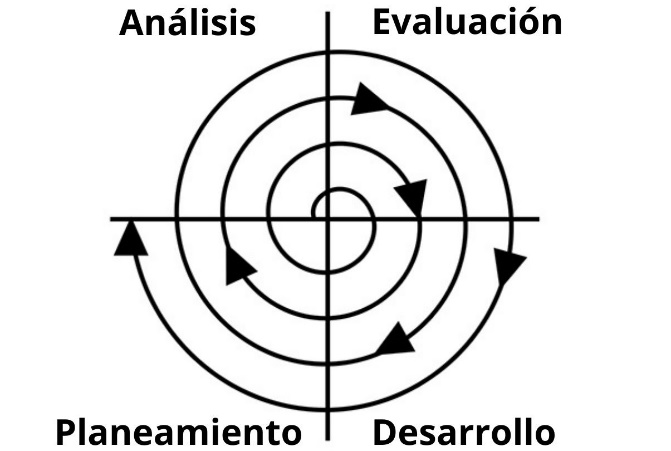 Análisis
Evaluación
Planeamiento
Desarrollo